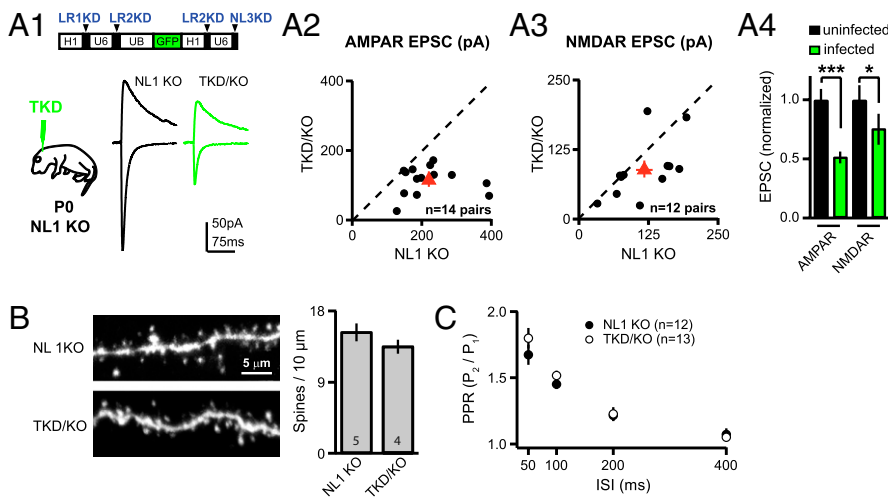 A1
LR1KD LR2KD LR2KD NL3KD
H1 U6 UB GFP H1 U6
NL1 KO TKD/KO
TKD
P0
NL1 KO
50pA
75ms
A2
AMPAR EPSC (pA)
TKD/KO
400
200
0
0 200 400
n=14 pairs
NL1 KO
A3
NMDAR EPSC (pA)
TKD/KO
250
125
0
0 125 250
n=12 pairs
NL1 KO
A4
uninfected
infected
*** *
EPSC (normalized)
1.0
0.5
0.0
AMPAR
NMDAR
B
NL 1KO
5 μm
TKD/KO
Spines / 10 μm
18
9
0
5 4
NL1 KO
TKD/KO
C
NL1 KO (n=12)
TKD/KO (n=13)
PPR (P2 / P1)
2.0
1.5
1.0
50 100 200 400
ISI (ms)